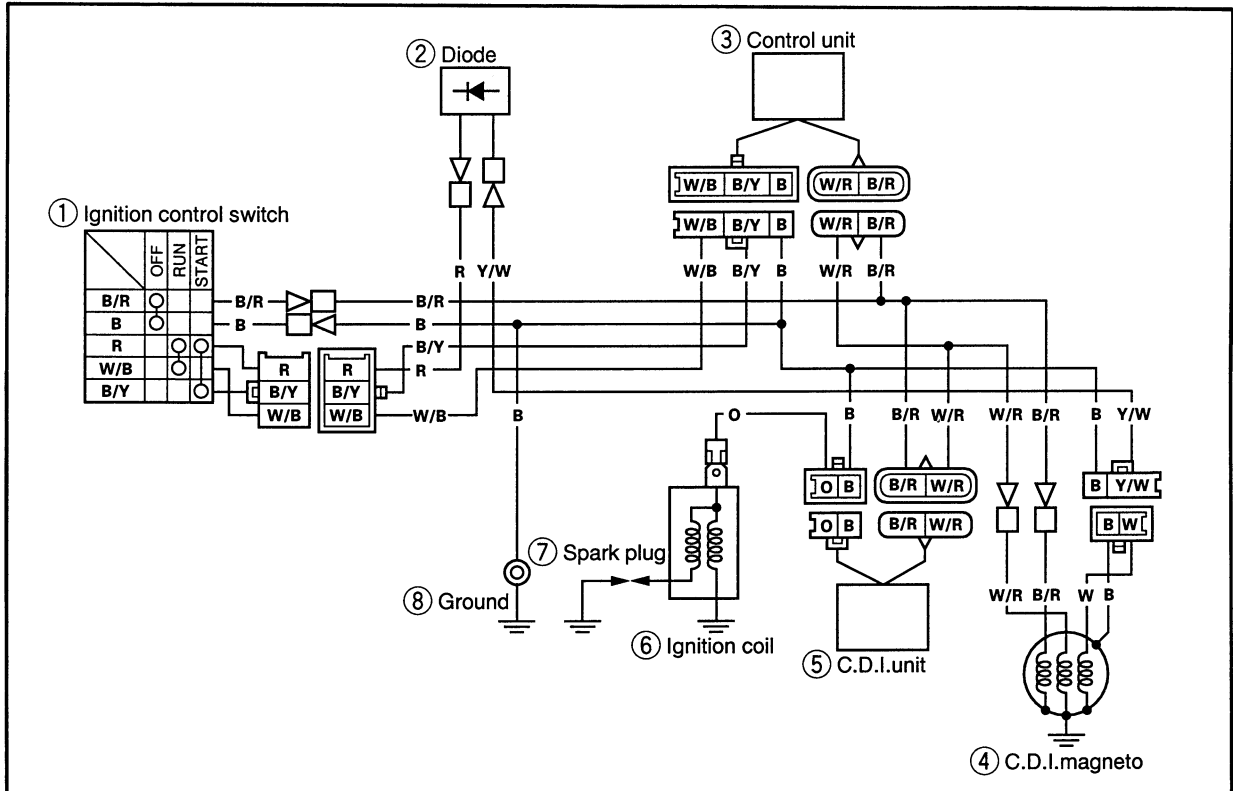 ③ Control unit
② Diode
W/B B/Y B W/R B/R
① Ignition control switch
W/B B/Y B W/R B/R
OFF RUN START
R Y/W W/B B/Y B W/R B/R
B/R B/R B/R
B B B
R B/Y
W/B R R R
B/Y B/Y B/Y
W/B W/B W/B B O B B/R W/R W/R B/R B Y/W
O B B/R W/R B Y/W
O B B/R W/R B W
⑦ Spark plug
⑧ Ground W/R B/R W B
⑥ Ignition coil
⑤ C.D.I.unit
④ C.D.I.magneto